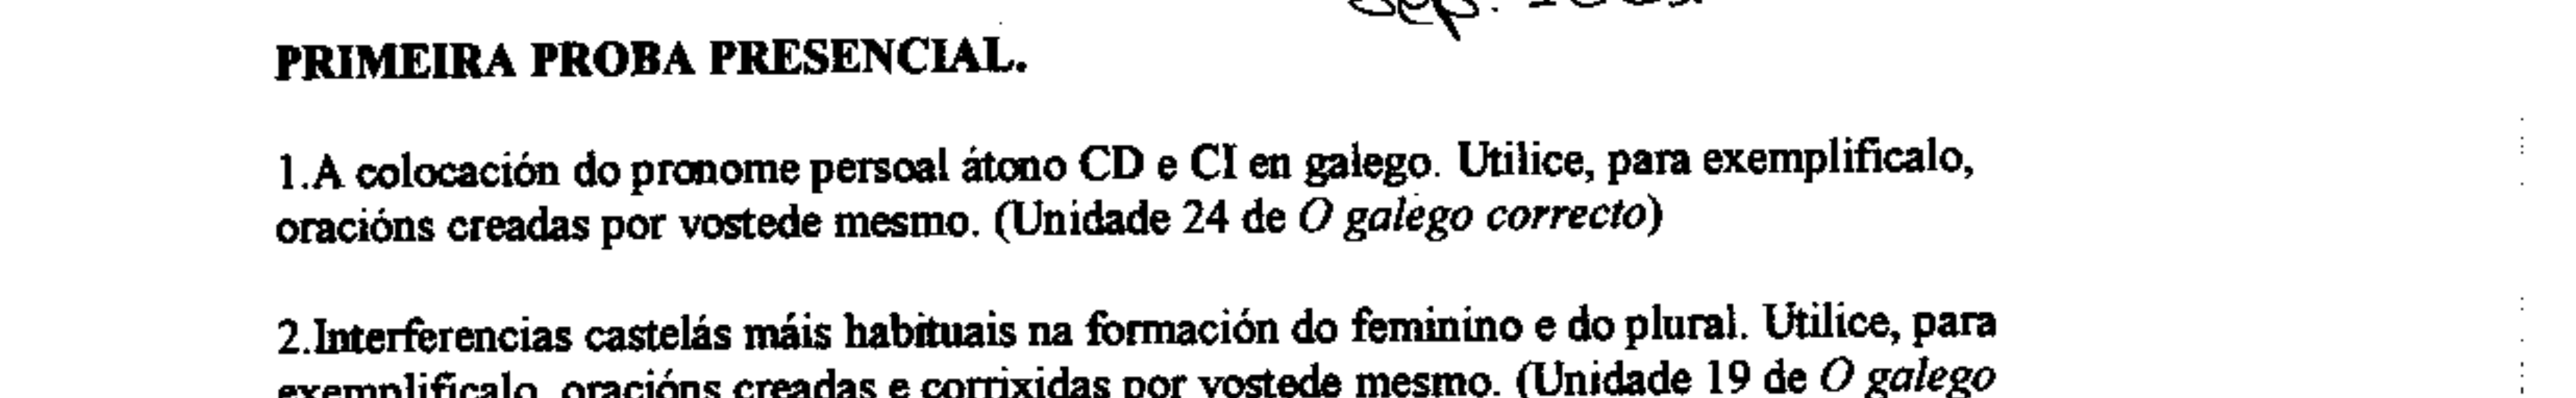 Sep.
PRIMEIRA PROBA PRESENCIAL.
1.A colocación do pronome persoal átono CD e CI en galego. Utilice, para exemplificalo,
oracións creadas por vostede mesmo. (Unidade 24 de O galego correcto)
2.Interferencias castelás máis habituais na formación do feminino e do plural. Utilice, para
exemplificalo, oracións creadas e corrixidas por vostede mesmo. (Unidade 19 de O galego